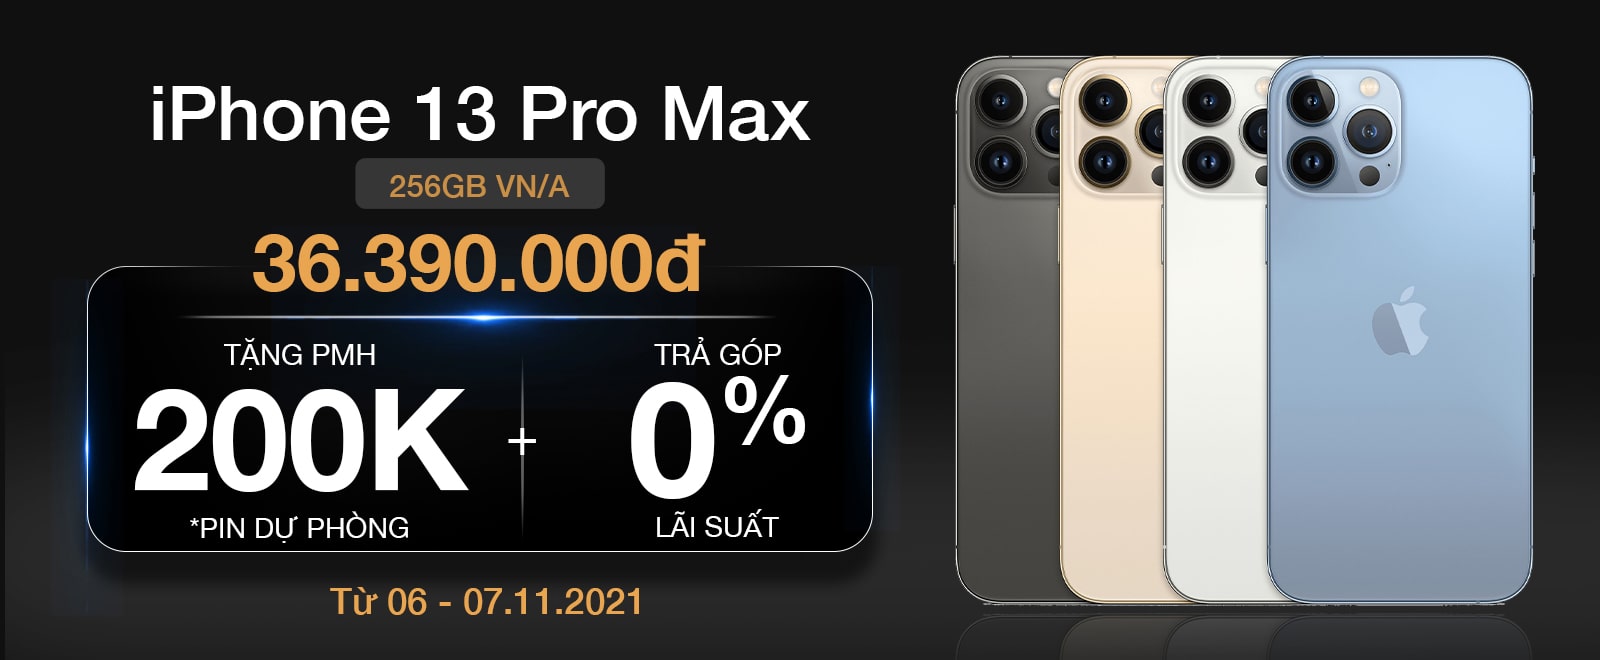 iPhone 13 Pro Max
256GB VN/A
36.390.000đ
TẶNG PMH
200K
*PIN DỰ PHÒNG
+
TRẢ GÓP
0%
LÃI SUẤT
Từ 06 - 07.11.2021